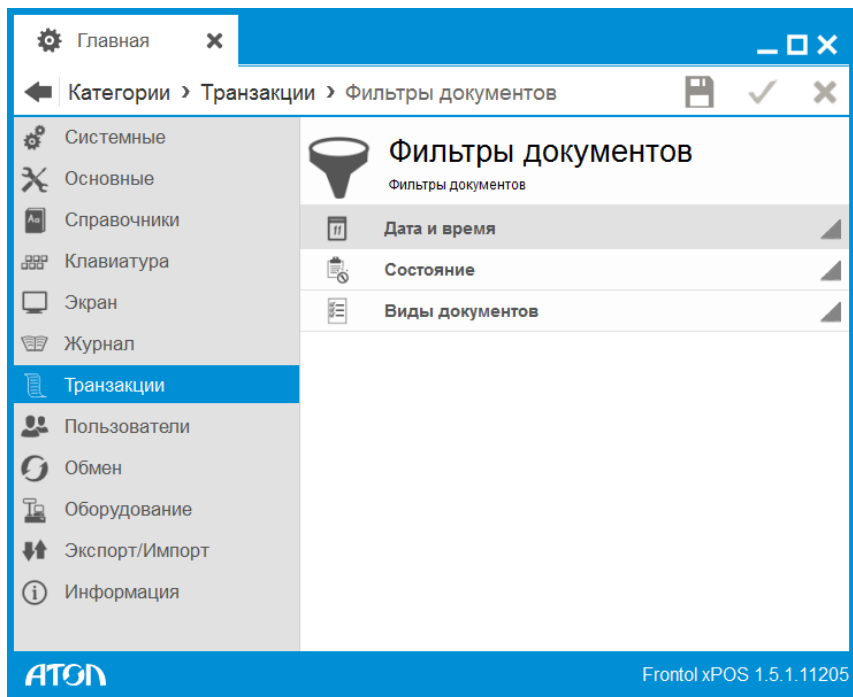 Главная
Категории › Транзакции › Фильтры документов
Системные
Основные
Справочники
Клавиатура
Экран
Журнал
Транзакции
Пользователи
Обмен
Оборудование
Экспорт/Импорт
Информация
Фильтры документов
Фильтры документов
Дата и время
Состояние
Виды документов
АТОЛ
Frontol xPOS 1.5.1.11205